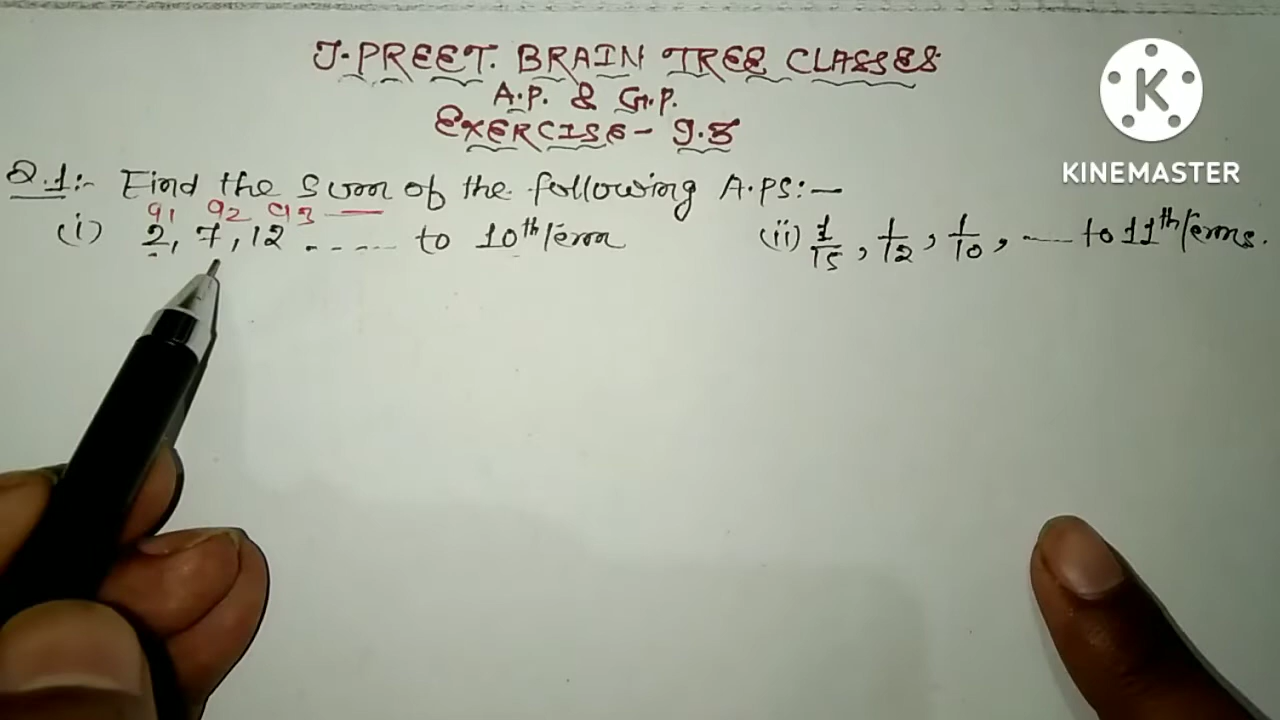 J.PREET. BRAIN TREE CLASSES.
A.P. & G.P.
EXERCISE- 9.3
Q.1:- Find the Sum of the following A.PS:-
a1 a2 a3
(i) 2, 7, 12 ..... to 10th term
(ii) 1/15, 1/12, 1/10, .... to 11th terms.
K
KINEMASTER